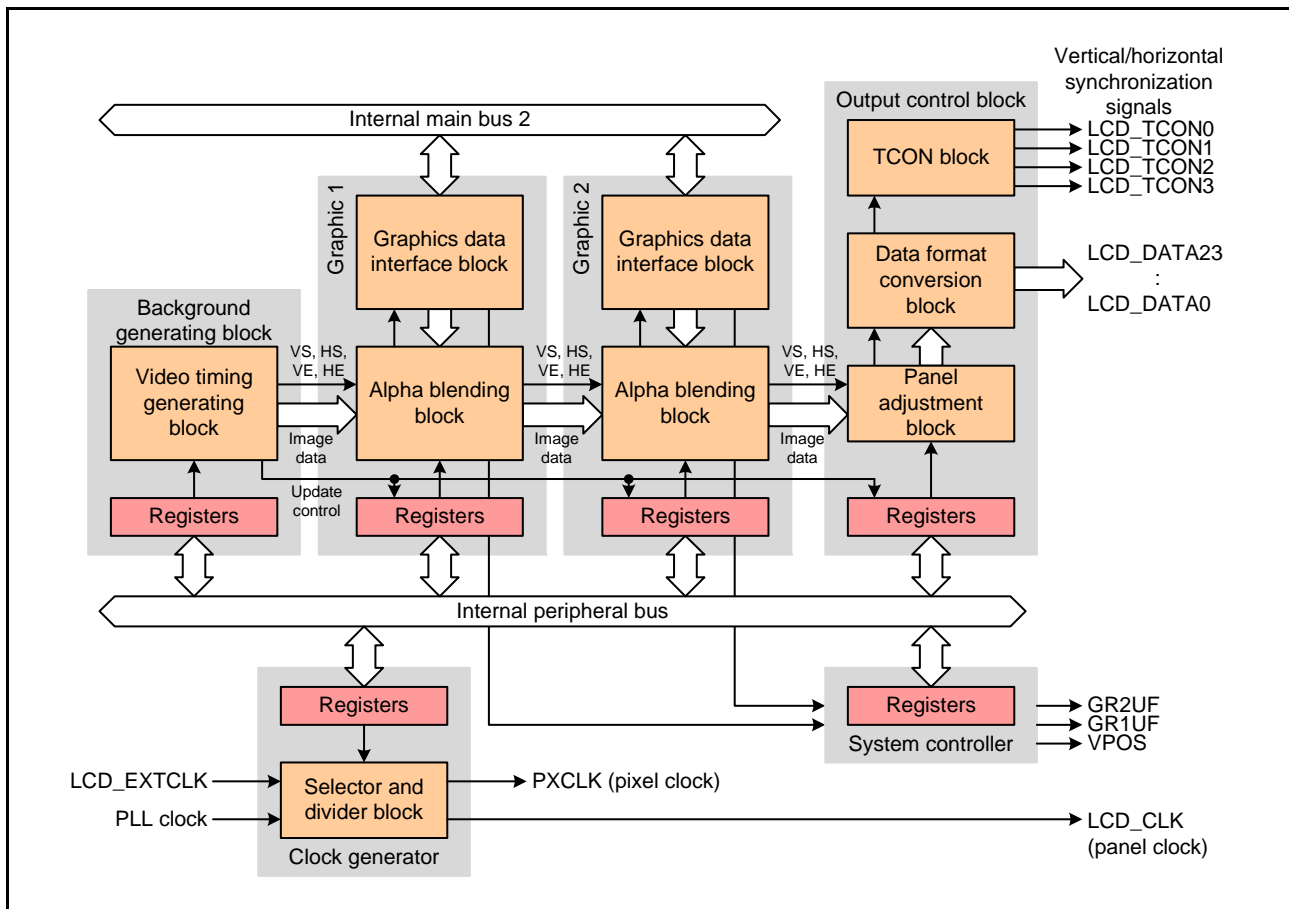 Vertical/horizontal
synchronization
signals
Output control block
Internal main bus 2
TCON block
LCD_TCON0
LCD_TCON1
LCD_TCON2
LCD_TCON3
Graphic 1
Graphics data
interface block
Graphic 2
Graphics data
interface block
Data format
conversion
block
LCD_DATA23
:
LCD_DATA0
Background
generating block
Video timing
generating
block
VS, HS,
VE, HE
Image
data
Alpha blending
block
VS, HS,
VE, HE
Image
data
Alpha blending
block
VS, HS,
VE, HE
Image
data
Panel
adjustment
block
Update
control
Registers
Registers
Registers
Registers
Internal peripheral bus
Registers
Registers
GR2UF
GR1UF
VPOS
System controller
LCD_EXTCLK
PLL clock
Selector and
divider block
PXCLK (pixel clock)
LCD_CLK
(panel clock)
Clock generator